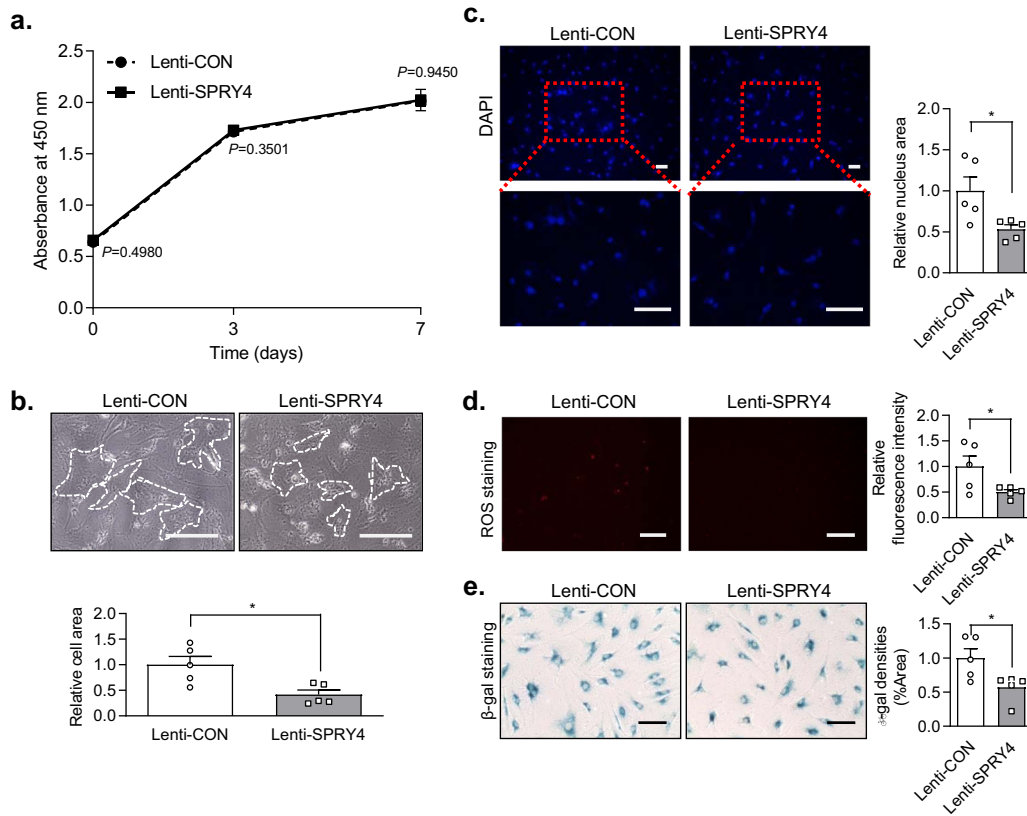 a.
2.5
2.0
1.5
1.0
0.5
0.0
Absorbance at 450 nm
Lenti-CON
Lenti-SPRY4
P=0.4980
P=0.3501
P=0.9450
0
3
7
Time (days)
b.
Lenti-CON
Lenti-SPRY4
Relative cell area
2.0
1.5
1.0
0.5
0.0
*
Lenti-CON
Lenti-SPRY4
c.
Lenti-CON
Lenti-SPRY4
DAPI
Relative nucleus area
2.0
1.5
1.0
0.5
0.0
*
Lenti-CON
Lenti-SPRY4
d.
Lenti-CON
Lenti-SPRY4
ROS staining
Relative
fluorescence intensity
2.0
1.5
1.0
0.5
0.0
*
Lenti-CON
Lenti-SPRY4
e.
Lenti-CON
Lenti-SPRY4
β-gal staining
gal densities
(%Area)
1.5
1.0
0.5
0.0
*
Lenti-CON
Lenti-SPRY4